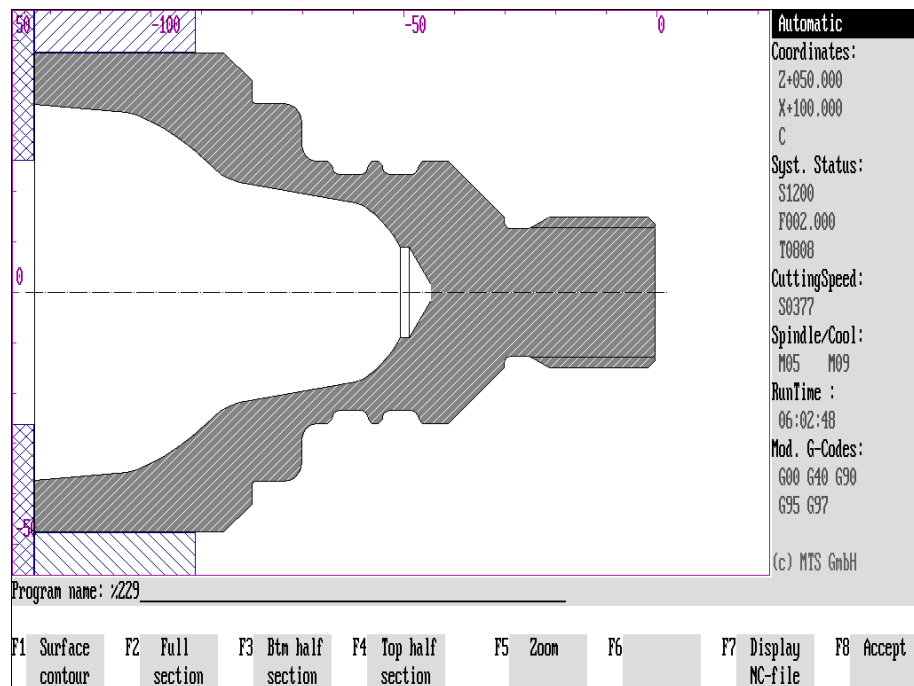 50 -100 -50 0
0
-50
Automatic
Coordinates:
Z+050.000
X+100.000
C
Syst. Status:
S1200
F002.000
T0808
CuttingSpeed:
S0377
Spindle/Cool:
M05 M09
RunTime :
06:02:48
Mod. G-Codes:
G00 G40 G90
G95 G97
(c) MTS GmbH
Program name: %229
F1 Surface F2 Full F3 Btm half F4 Top half F5 Zoom F6 F7 Display F8 Accept
contour section section section NC-file